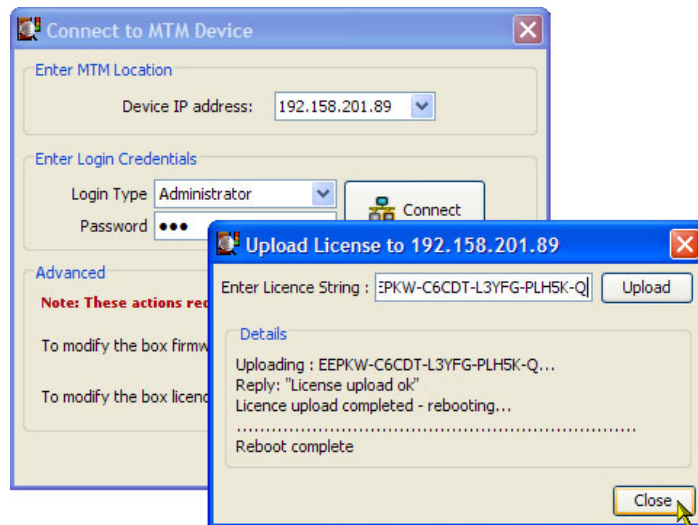 Connect to MTM Device
Enter MTM Location
Device IP address: 192.158.201.89
Enter Login Credentials
Login Type Administrator
Password •••
Connect
Advanced
Note: These actions
To modify the box
To modify the box
Upload License to 192.158.201.89
Enter Licence String : EPKW-C6CDT-L3YFG-PLH5K-Q
Upload
Details
Uploading : EEPKW-C6CDT-L3YFG-PLH5K-Q...
Reply: "License upload ok"
Licence upload completed - rebooting...
......................................................................
Reboot complete
Close